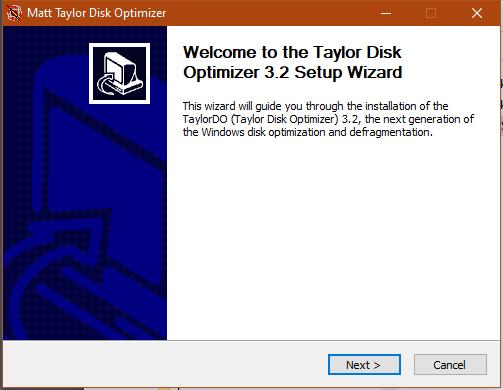 Matt Taylor Disk Optimizer
Welcome to the Taylor Disk
Optimizer 3.2 Setup Wizard
This wizard will guide you through the installation of the
TaylorDO (Taylor Disk Optimizer) 3.2, the next generation of
the Windows disk optimization and defragmentation.
Next >
Cancel